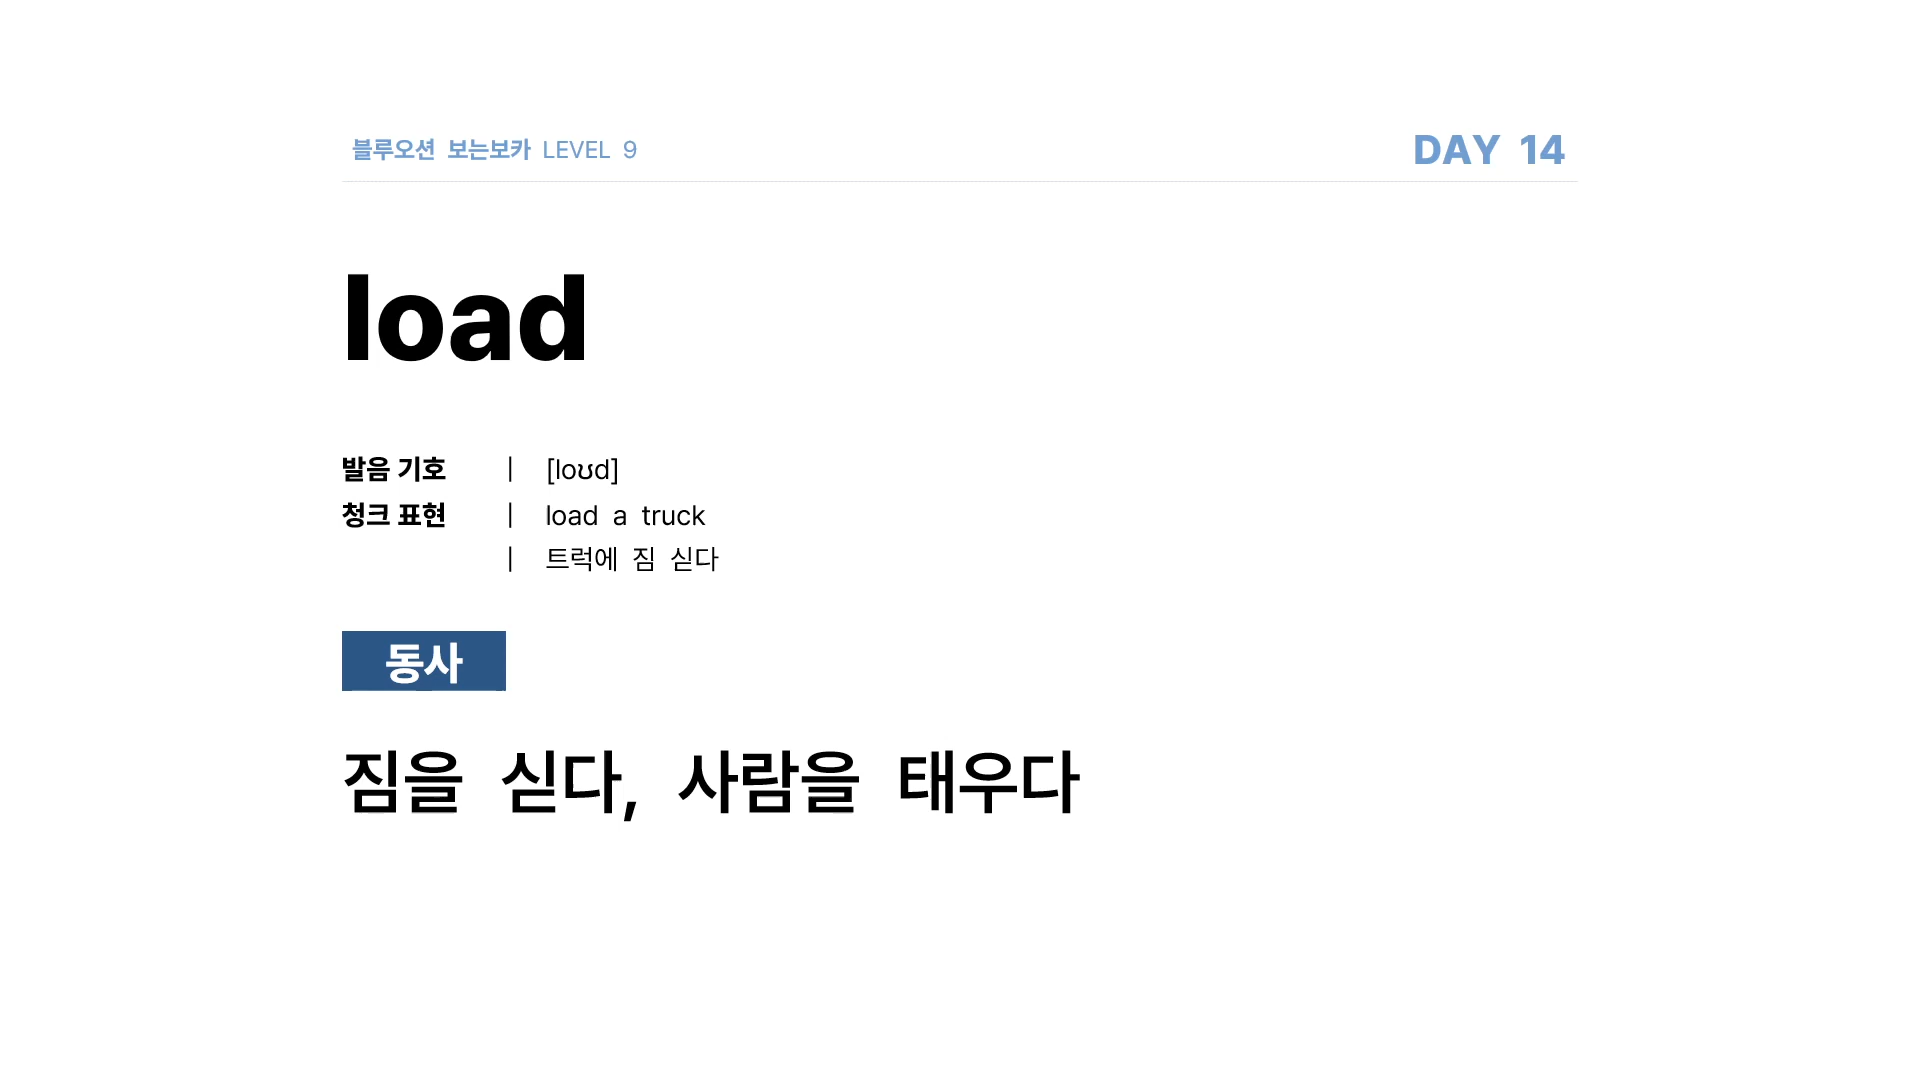 블루오션 보는보카 LEVEL 9
DAY 14
load
발음 기호 | [loʊd]
청크 표현 | load a truck
| 트럭에 짐 싣다
동사
짐을 싣다, 사람을 태우다